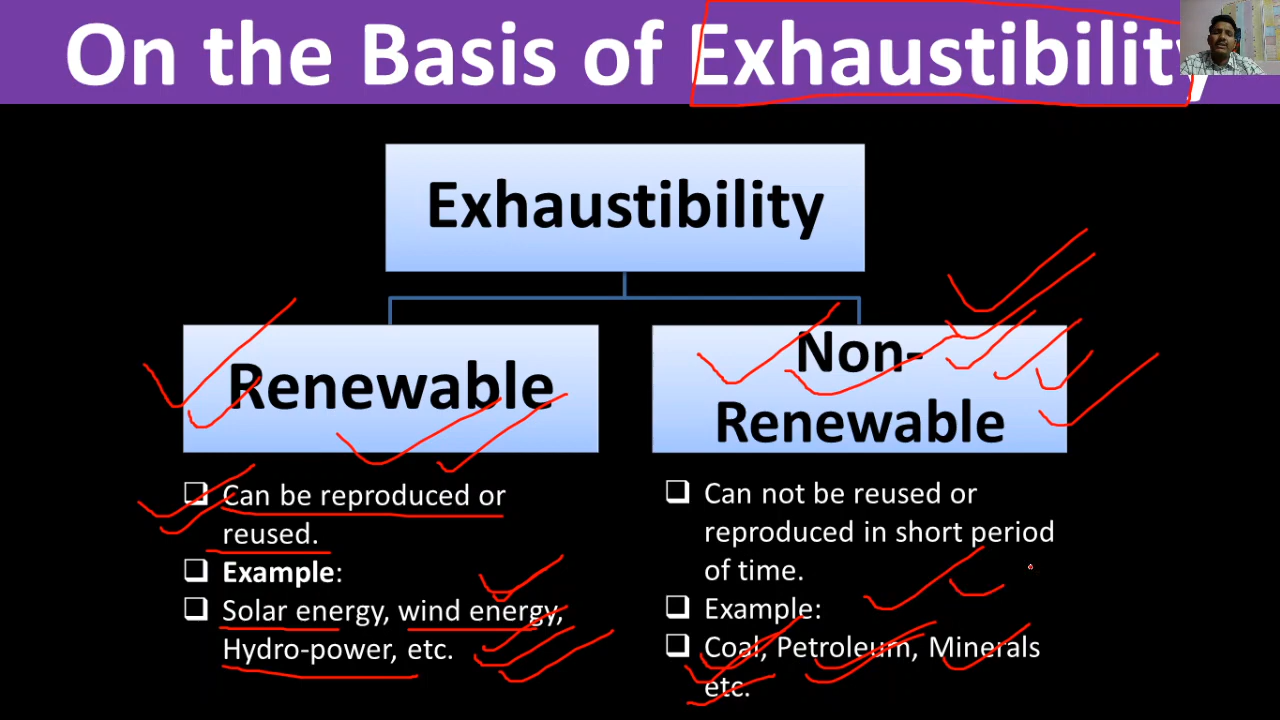 On the Basis of Exhaustibility
Exhaustibility
Renewable
Non-
Renewable
Can be reproduced or
reused.
Example:
Solar energy, wind energy,
Hydro-power, etc.
Can not be reused or
reproduced in short period
of time.
Example:
Coal, Petroleum, Minerals
etc.